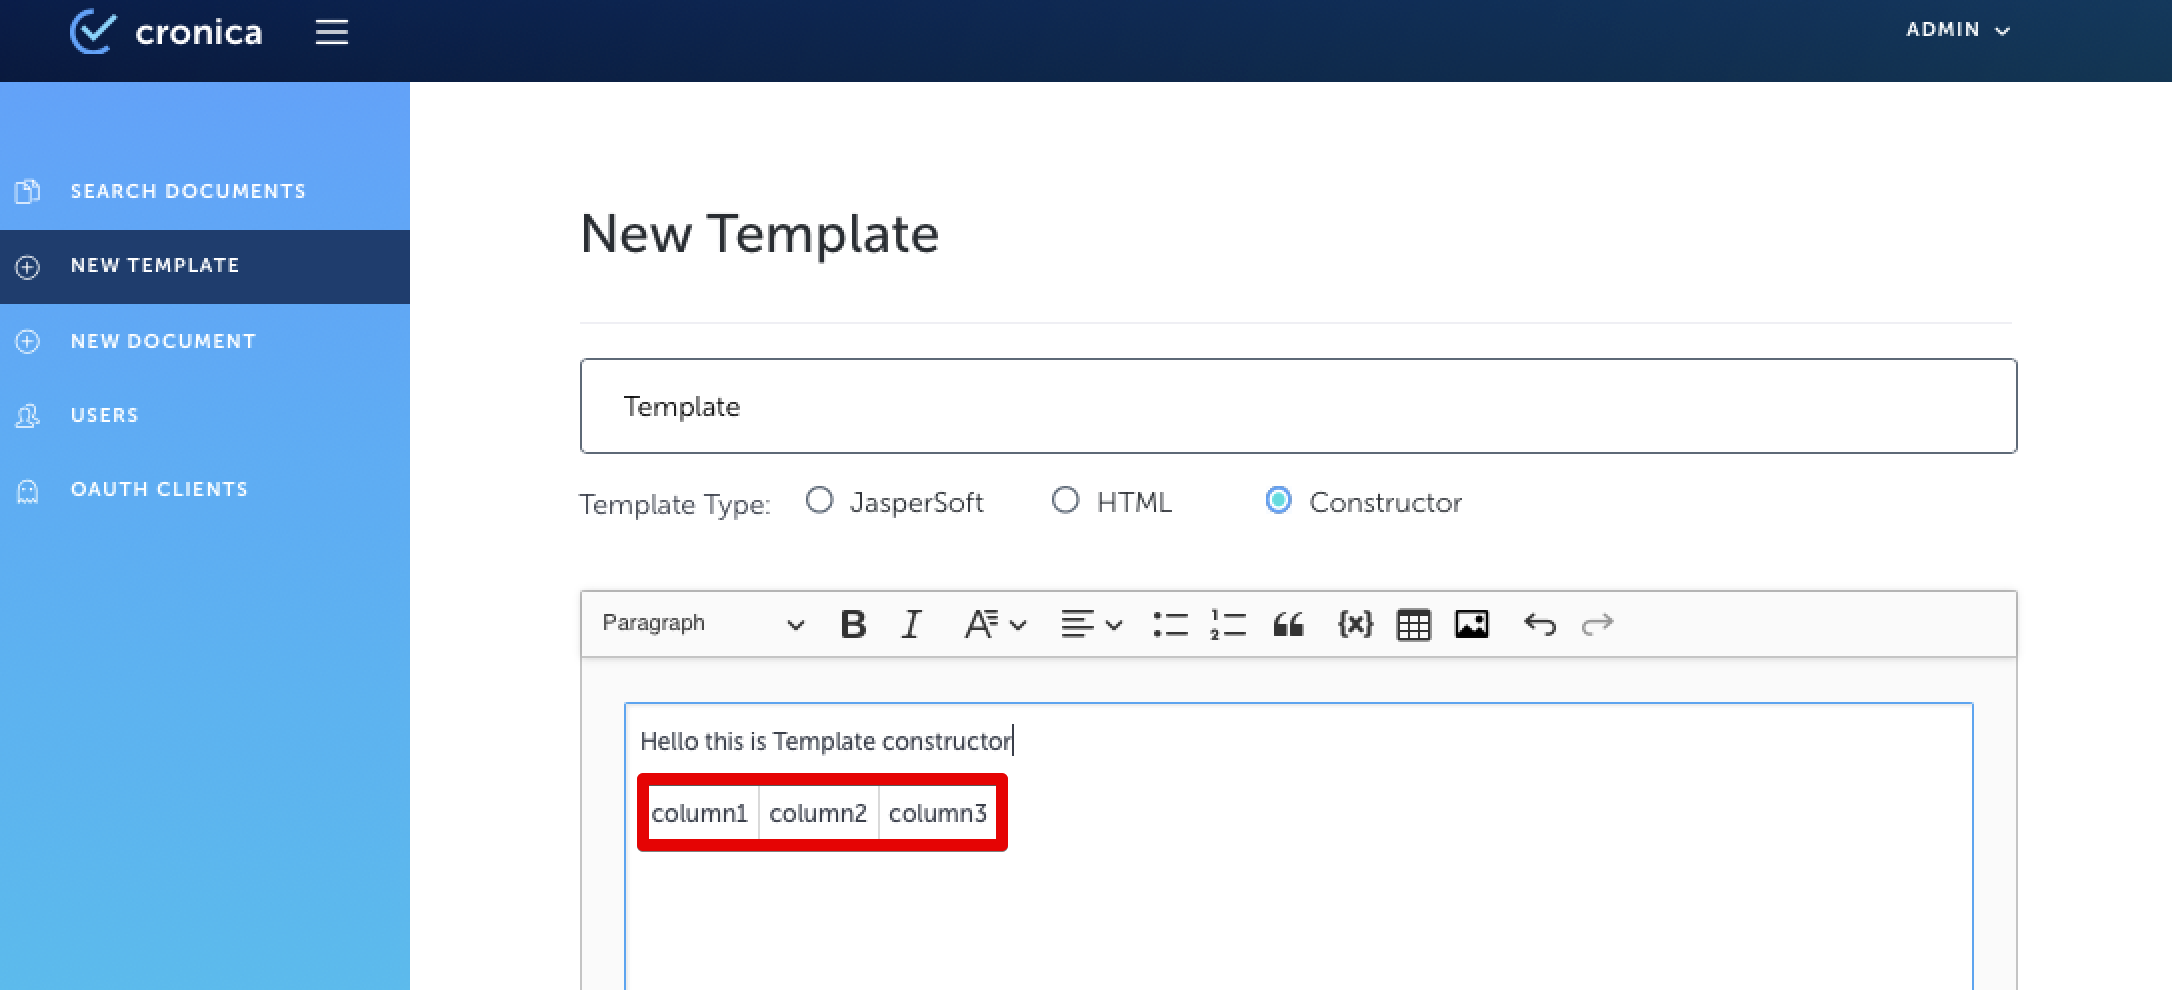 cronica
ADMIN
SEARCH DOCUMENTS
NEW TEMPLATE
NEW DOCUMENT
USERS
OAUTH CLIENTS
New Template
Template
Template Type: JasperSoft HTML Constructor
Paragraph B I A {x}
Hello this is Template constructor
column1 column2 column3